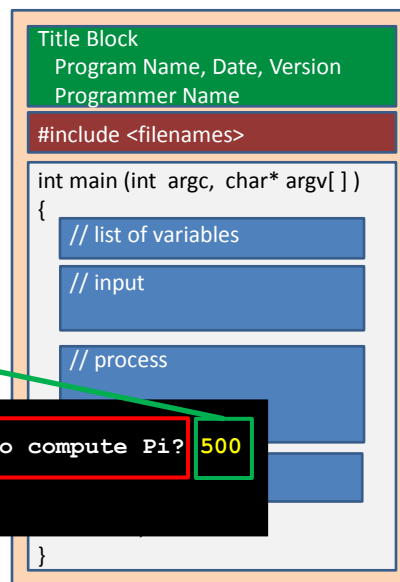 Title Block
Program Name, Date, Version
Programmer Name
#include <filenames>
int main (int argc, char* argv[ ] )
{
// list of variables
// input
// process
o compute Pi? 500
}